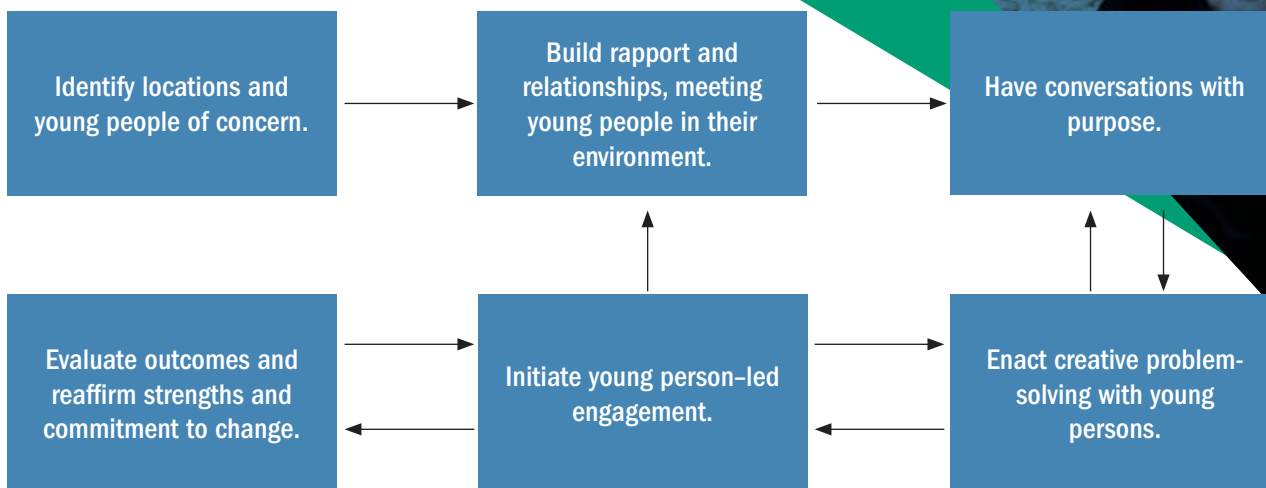 Identify locations and
young people of concern.
Build rapport and
relationships, meeting
young people in their
environment.
Have conversations with
purpose.
Evaluate outcomes and
reaffirm strengths and
commitment to change.
Initiate young person–led
engagement.
Enact creative problem-
solving with young
persons.